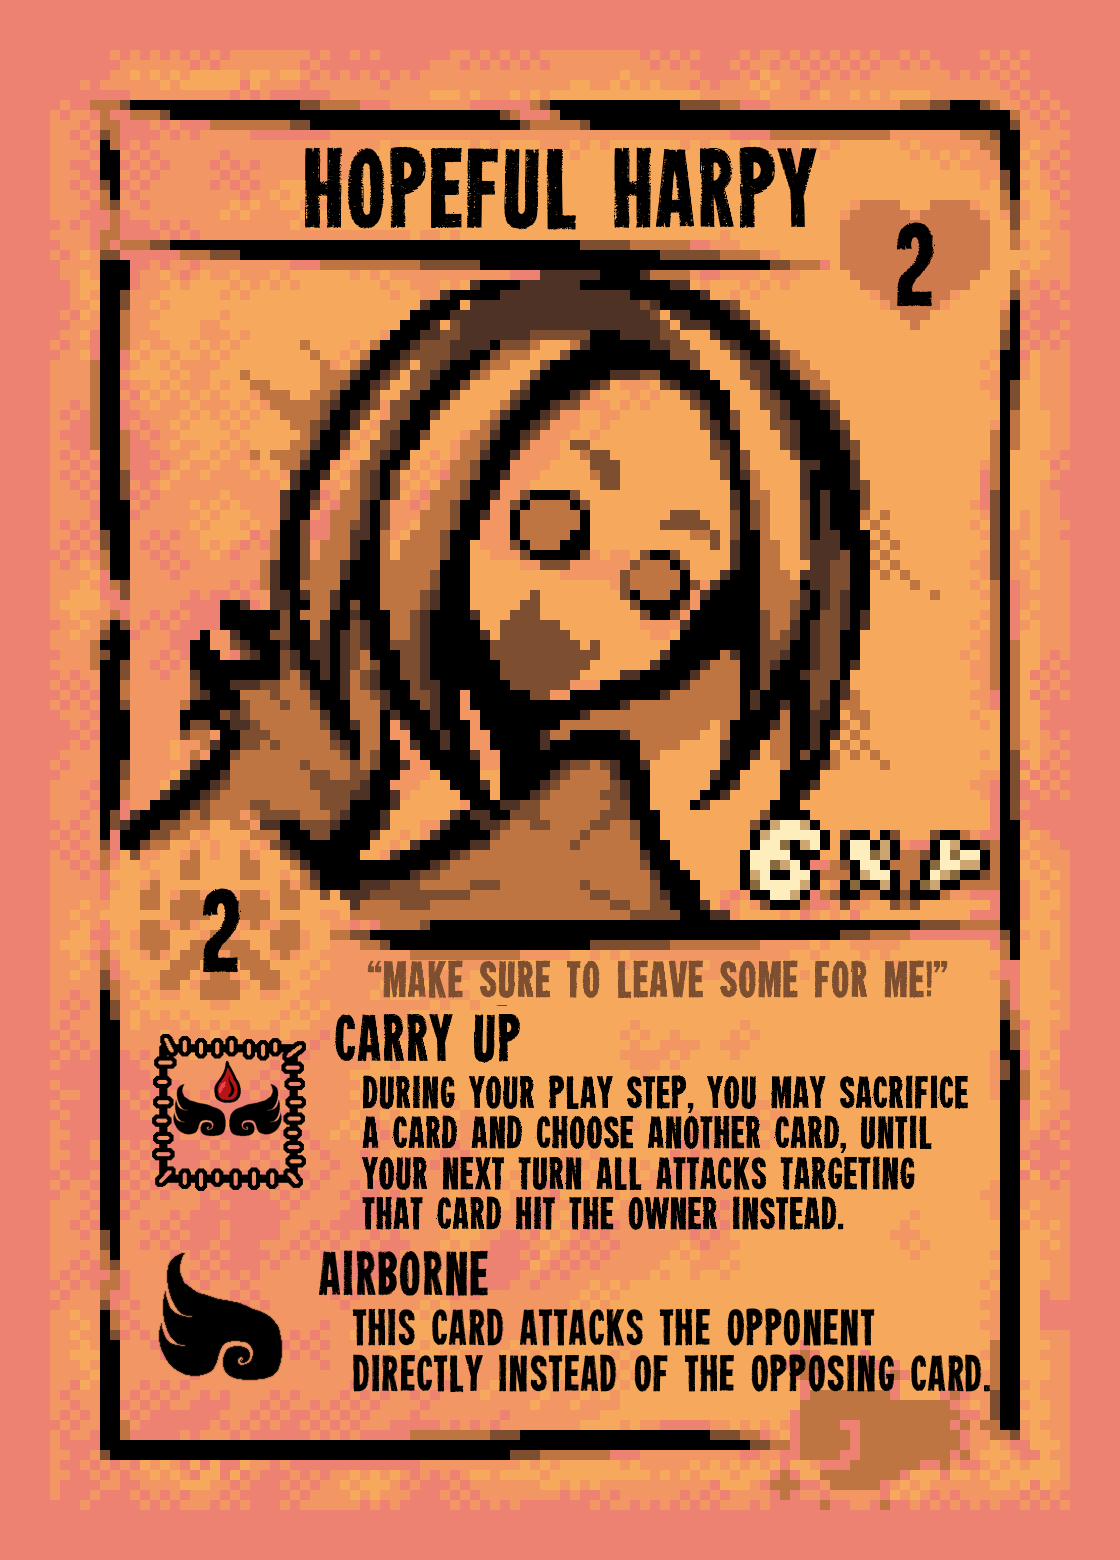 HOPEFUL HARPY
2
6XP
2
“MAKE SURE TO LEAVE SOME FOR ME!”
CARRY UP
DURING YOUR PLAY STEP, YOU MAY SACRIFICE
A CARD AND CHOOSE ANOTHER CARD, UNTIL
YOUR NEXT TURN ALL ATTACKS TARGETING
THAT CARD HIT THE OWNER INSTEAD.
AIRBORNE
THIS CARD ATTACKS THE OPPONENT
DIRECTLY INSTEAD OF THE OPPOSING CARD.